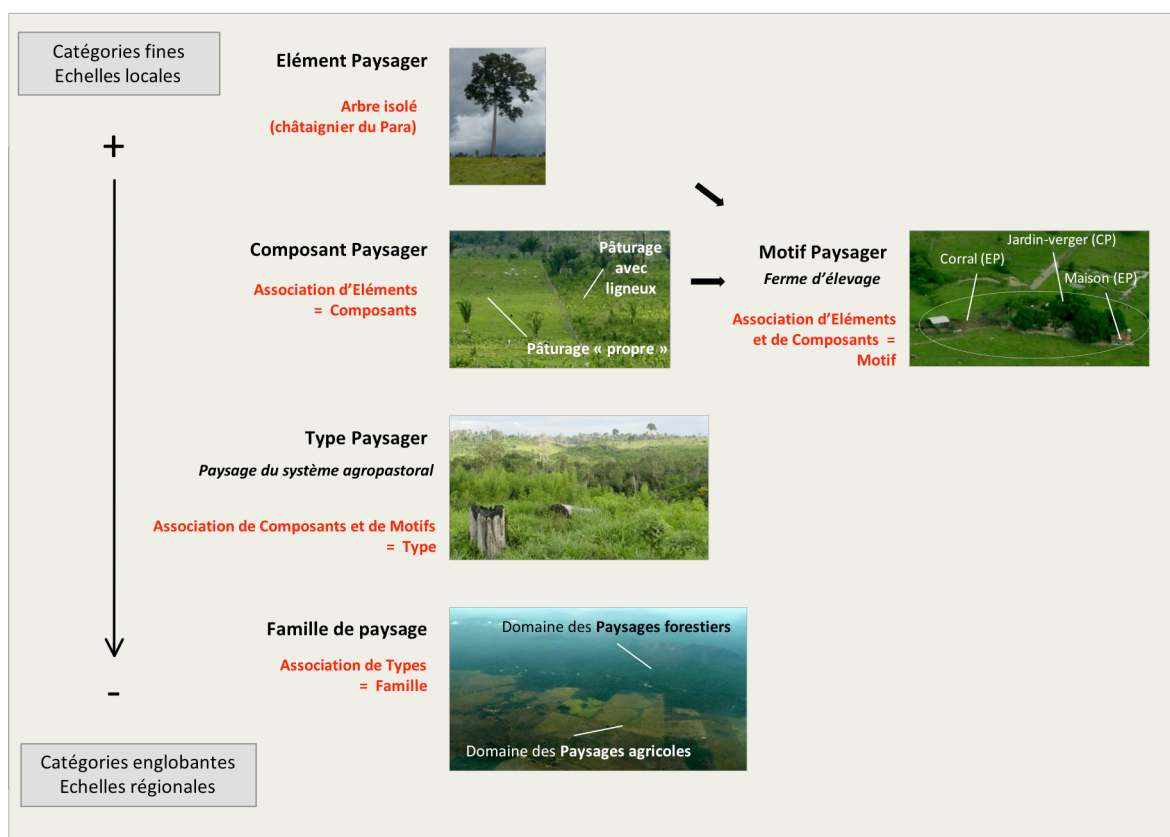 Catégories fines
Echelles locales
+
Elément Paysager
Arbre isolé
(châtaignier du Para)
Composant Paysager
Association d'Eléments
= Composants
Pâturage
avec
ligneux
Pâturage « propre »
Motif Paysager
Ferme d'élevage
Association d'Eléments
et de Composants =
Motif
Jardin-verger (CP)
Corral (EP)
Maison (EP)
Type Paysager
Paysage du système agropastoral
Association de Composants et de Motifs
= Type
Famille de paysage
Association de Types
= Famille
Domaine des Paysages forestiers
Domaine des Paysages agricoles
-
Catégories englobantes
Echelles régionales